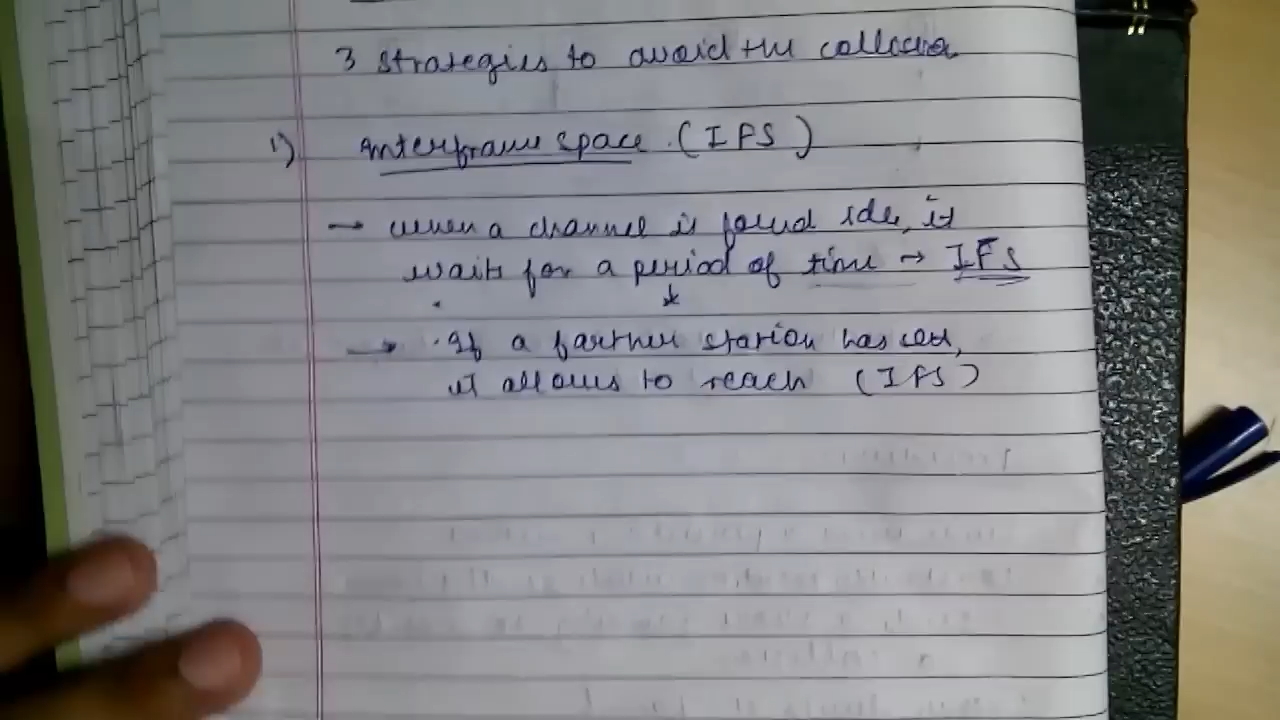 3 strategies to avoid the collision
1) Interframe space. (IFS)
→ when a channel is found idle, it
waits for a period of time → IFS
→ If a farther station has sent,
it allows to reach (IFS)